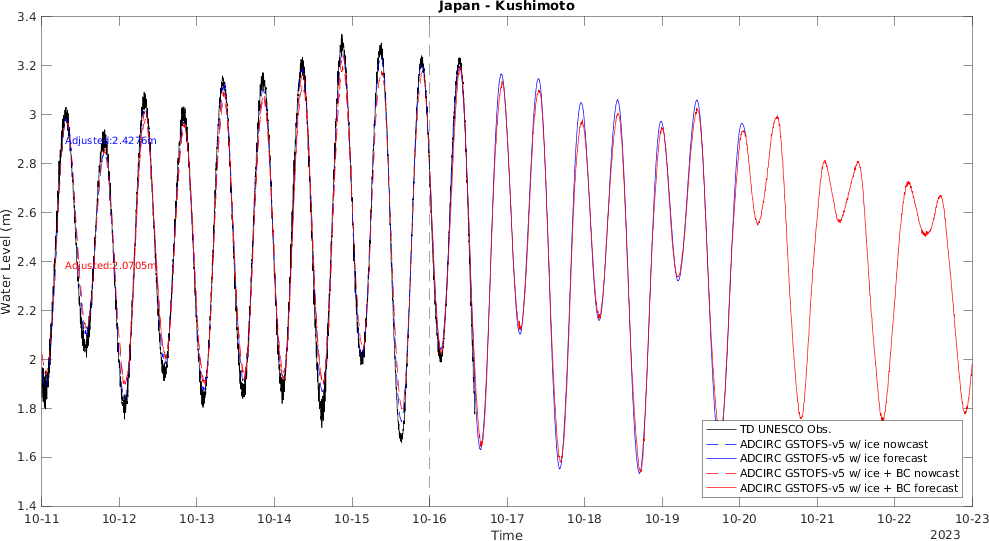 Japan - Kushimoto
3.4
3.2
3
2.8
2.6
2.4
2.2
2
1.8
1.6
1.4
Water Level (m)
Adjusted:2.4276m
Adjusted:2.0705m
TD UNESCO Obs.
ADCIRC GSTOFS-v5 w/ ice nowcast
ADCIRC GSTOFS-v5 w/ ice forecast
ADCIRC GSTOFS-v5 w/ ice + BC nowcast
ADCIRC GSTOFS-v5 w/ ice + BC forecast
10-11 10-12 10-13 10-14 10-15 10-16 10-17 10-18 10-19 10-20 10-21 10-22 10-23
Time
2023